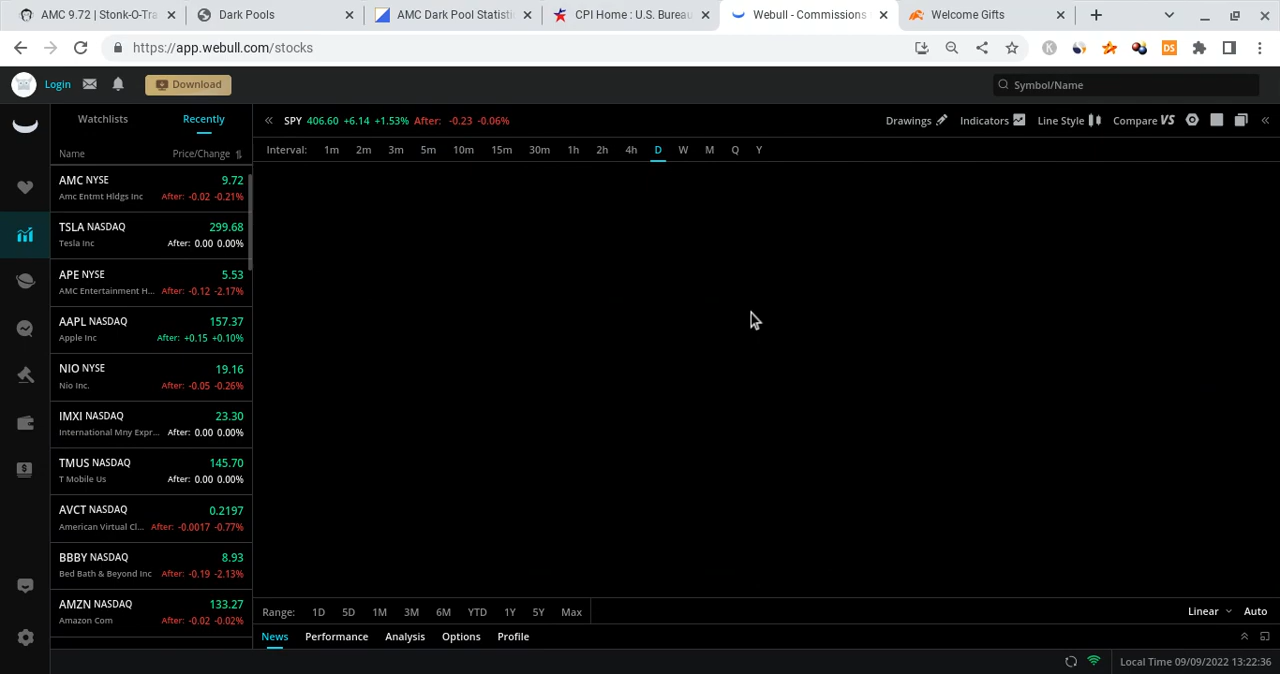 AMC 9.72 | Stonk-O-Tra
Dark Pools
AMC Dark Pool Statisti
CPI Home : U.S. Bureau
Webull - Commissions
Welcome Gifts
https://app.webull.com/stocks
Login
Download
Symbol/Name
Watchlists
Recently
SPY 406.60 +6.14 +1.53% After: -0.23 -0.06%
Drawings
Indicators
Line Style
Compare VS
Name
Price/Change
Interval: 1m 2m 3m 5m 10m 15m 30m 1h 2h 4h D W M Q Y
AMC NYSE 9.72
Amc Entmt Hldgs Inc After: -0.02 -0.21%
TSLA NASDAQ 299.68
Tesla Inc After: 0.00 0.00%
APE NYSE 5.53
AMC Entertainment H... After: -0.12 -2.17%
AAPL NASDAQ 157.37
Apple Inc After: +0.15 +0.10%
NIO NYSE 19.16
Nio Inc. After: -0.05 -0.26%
IMXI NASDAQ 23.30
International Mny Expr... After: 0.00 0.00%
TMUS NASDAQ 145.70
T Mobile Us After: 0.00 0.00%
AVCT NASDAQ 0.2197
American Virtual Cl... After: -0.0017 -0.77%
BBBY NASDAQ 8.93
Bed Bath & Beyond Inc After: -0.19 -2.13%
AMZN NASDAQ 133.27
Amazon Com After: -0.02 -0.02%
Range: 1D 5D 1M 3M 6M YTD 1Y 5Y Max
Linear
Auto
News Performance Analysis Options Profile
Local Time 09/09/2022 13:22:36